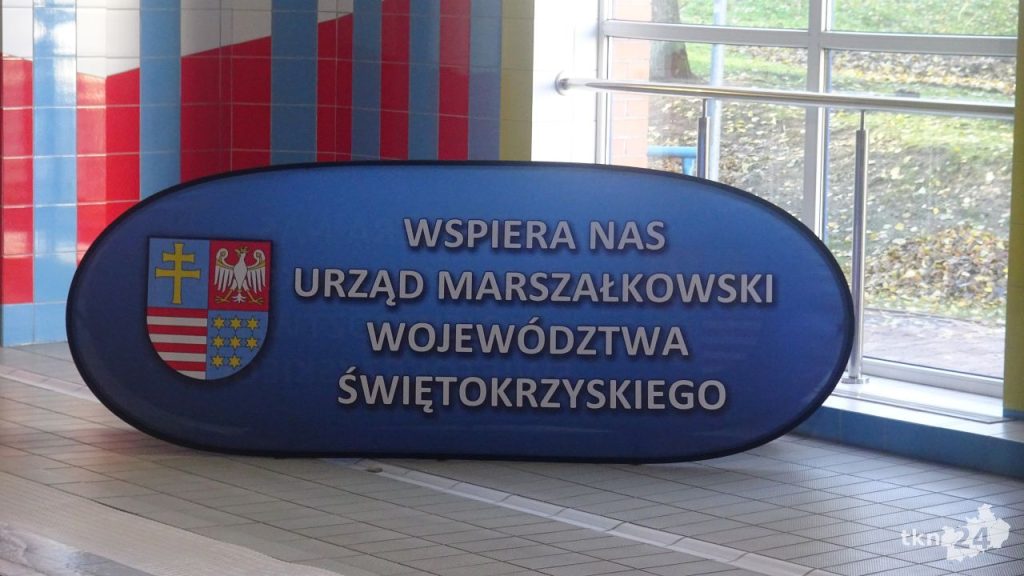 WSPIERA NAS
URZĄD MARSZAŁKOWSKI
WOJEWÓDZTWA
ŚWIĘTOKRZYSKIEGO
tkn24